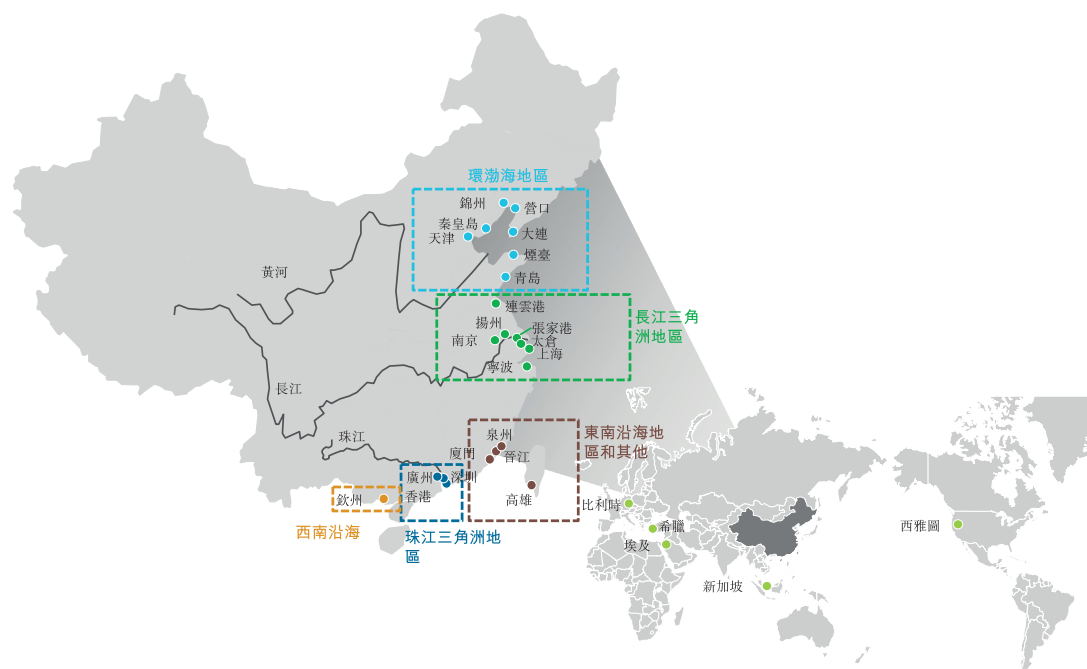 環渤海地區
錦州
營口
秦皇島
大連
天津
煙臺
青島
黃河
連雲港
長江三角
洲地區
揚州
張家港
南京
太倉
上海
寧波
長江
珠江
泉州
東南沿海地
區和其他
廈門
晉江
廣州
深圳
香港
高雄
欽州
西南沿海
珠江三角洲地
區
比利時
希臘
埃及
新加坡
西雅圖